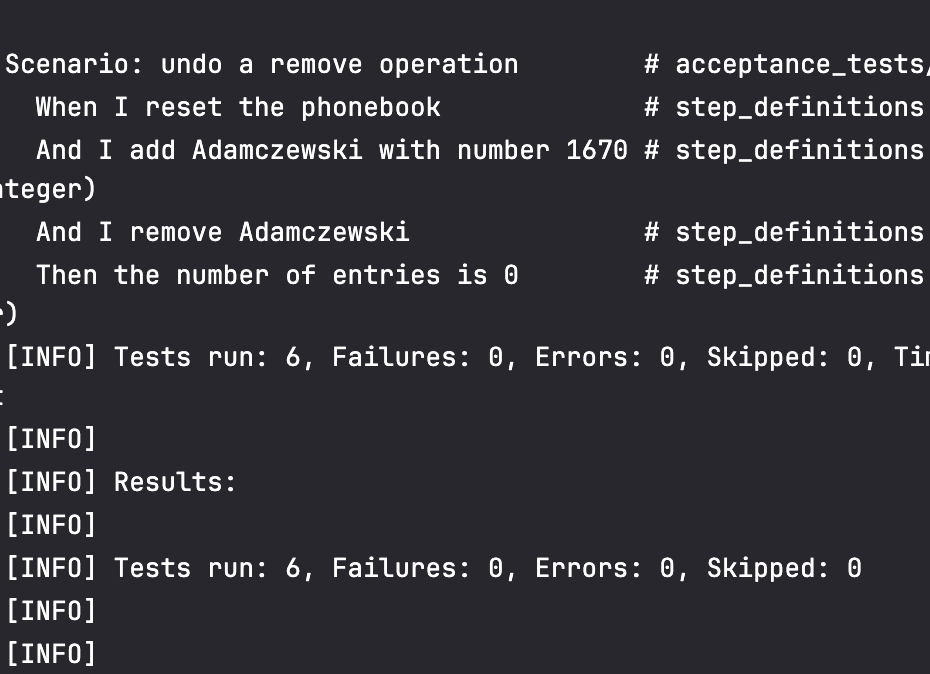 Scenario: undo a remove operation # acceptance_tests/
When I reset the phonebook # step_definitions
And I add Adamczewski with number 1670 # step_definitions
nteger)
And I remove Adamczewski # step_definitions
Then the number of entries is 0 # step_definitions
r)
[INFO] Tests run: 6, Failures: 0, Errors: 0, Skipped: 0, Tim
[INFO]
[INFO] Results:
[INFO]
[INFO] Tests run: 6, Failures: 0, Errors: 0, Skipped: 0
[INFO]
[INFO]